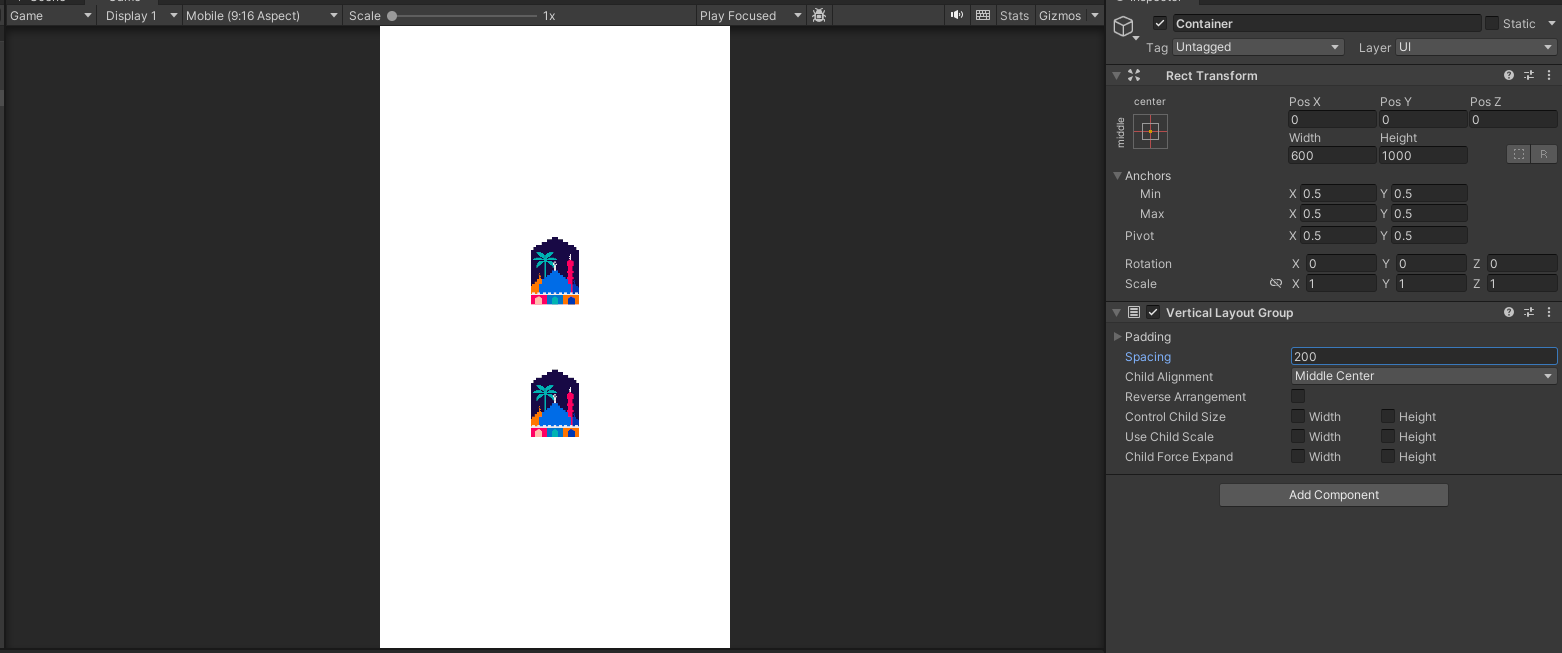 Game Display 1 Mobile (9:16 Aspect) Scale 1x Play Focused Stats Gizmos
Container Static
Tag Untagged Layer UI
Rect Transform
center
middle
Pos X Pos Y Pos Z
0 0 0
Width Height
600 1000
R
Anchors
Min X 0.5 Y 0.5
Max X 0.5 Y 0.5
Pivot X 0.5 Y 0.5
Rotation X 0 Y 0 Z 0
Scale X 1 Y 1 Z 1
Vertical Layout Group
Padding
Spacing 200
Child Alignment Middle Center
Reverse Arrangement
Control Child Size Width Height
Use Child Scale Width Height
Child Force Expand Width Height
Add Component